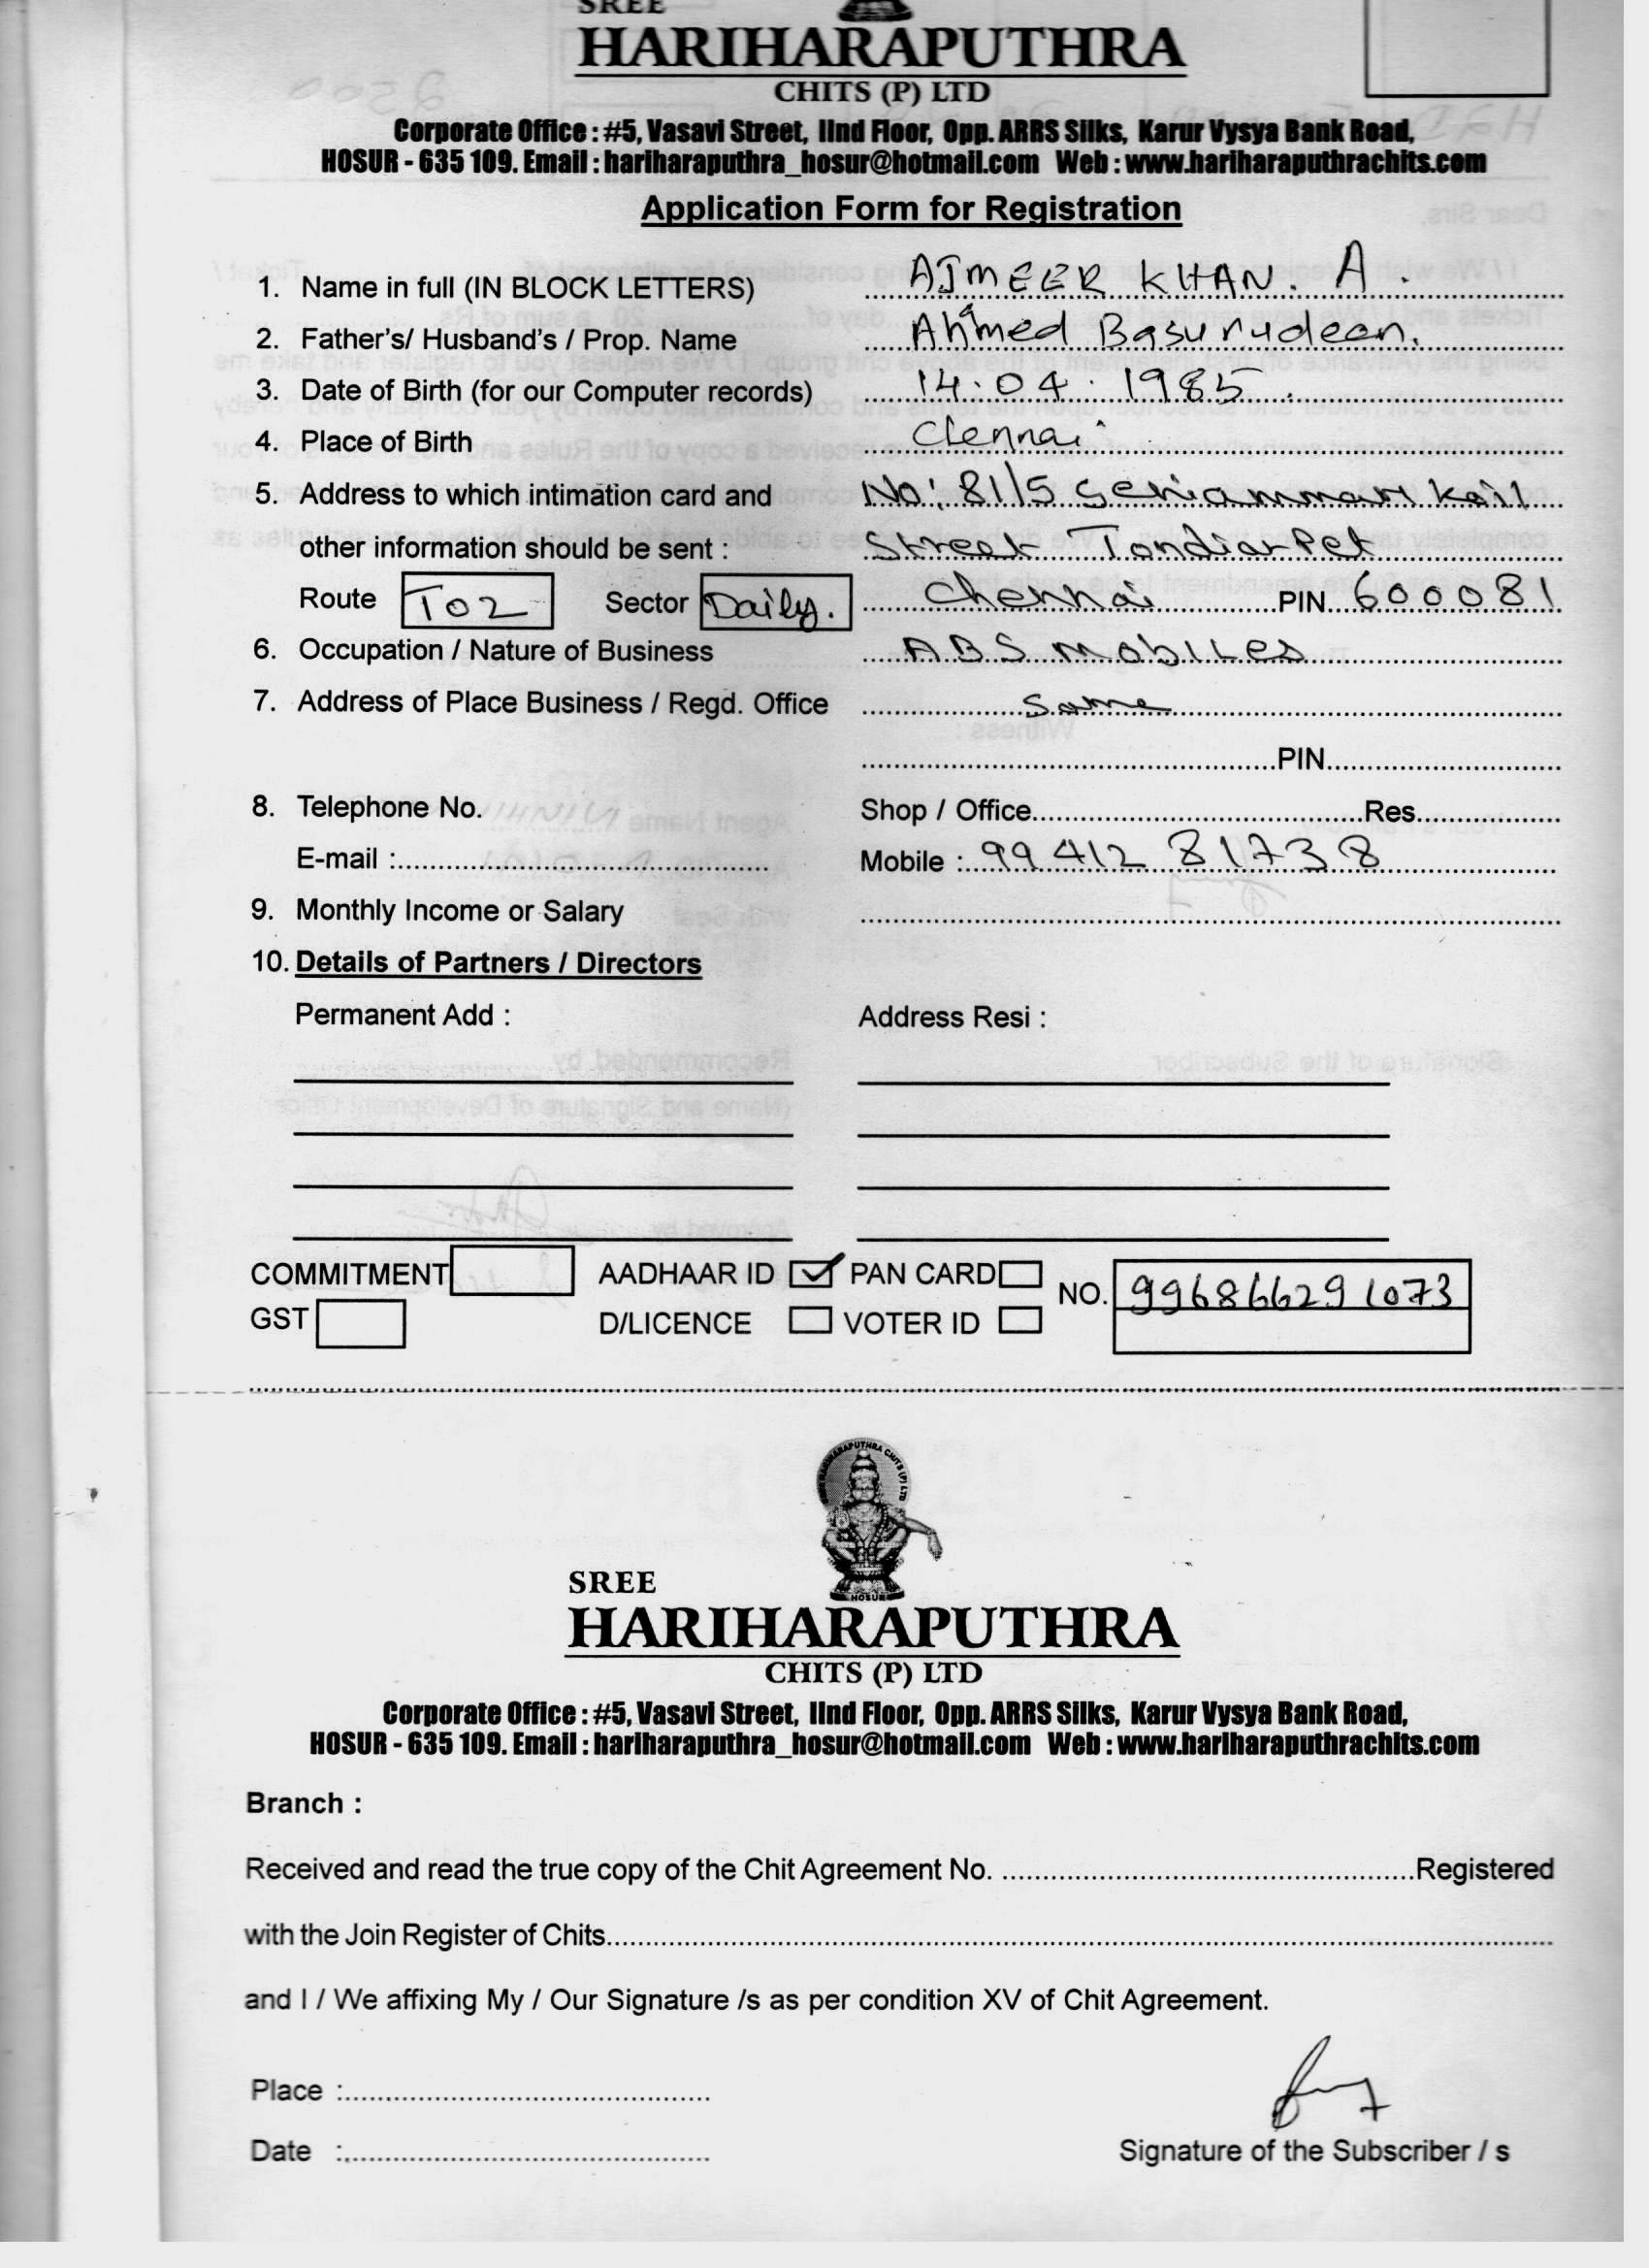 SREE
HARIHARAPUTHRA
CHITS (P) LTD
Corporate Office : #5, Vasavi Street, IInd Floor, Opp. ARRS Silks, Karur Vysya Bank Road,
HOSUR - 635 109. Email : hariharaputhra_hosur@hotmail.com Web : www.hariharaputhrachits.com
Application Form for Registration
1. Name in full (IN BLOCK LETTERS) AJMEER KHAN. A.
2. Father's/ Husband's / Prop. Name Ahmed Basurudeen.
3. Date of Birth (for our Computer records) 14.04.1985
4. Place of Birth Chennai
5. Address to which intimation card and No: 81/5 koil
other information should be sent : Street Tondiarpet
Route T02 Sector Daily. Chennai PIN 600081
6. Occupation / Nature of Business ABS Mobiles
7. Address of Place Business / Regd. Office Same
PIN
8. Telephone No. Shop / Office Res.
E-mail : Mobile : 99412 81738
9. Monthly Income or Salary
10. Details of Partners / Directors
Permanent Add : Address Resi :
COMMITMENT AADHAAR ID ✓ PAN CARD NO. 996866291073
GST D/LICENCE VOTER ID
SREE
HARIHARAPUTHRA
CHITS (P) LTD
Corporate Office : #5, Vasavi Street, IInd Floor, Opp. ARRS Silks, Karur Vysya Bank Road,
HOSUR - 635 109. Email : hariharaputhra_hosur@hotmail.com Web : www.hariharaputhrachits.com
Branch :
Received and read the true copy of the Chit Agreement No. Registered
with the Join Register of Chits
and I / We affixing My / Our Signature /s as per condition XV of Chit Agreement.
Place :
Date :
Signature of the Subscriber / s